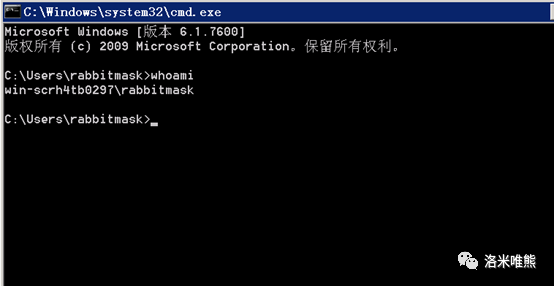 C:\Windows\system32\cmd.exe
Microsoft Windows [版本 6.1.7600]
版权所有 (c) 2009 Microsoft Corporation。保留所有权利。
C:\Users\rabbitmask>whoami
win-scrh4tb0297\rabbitmask
C:\Users\rabbitmask>
洛米唯熊